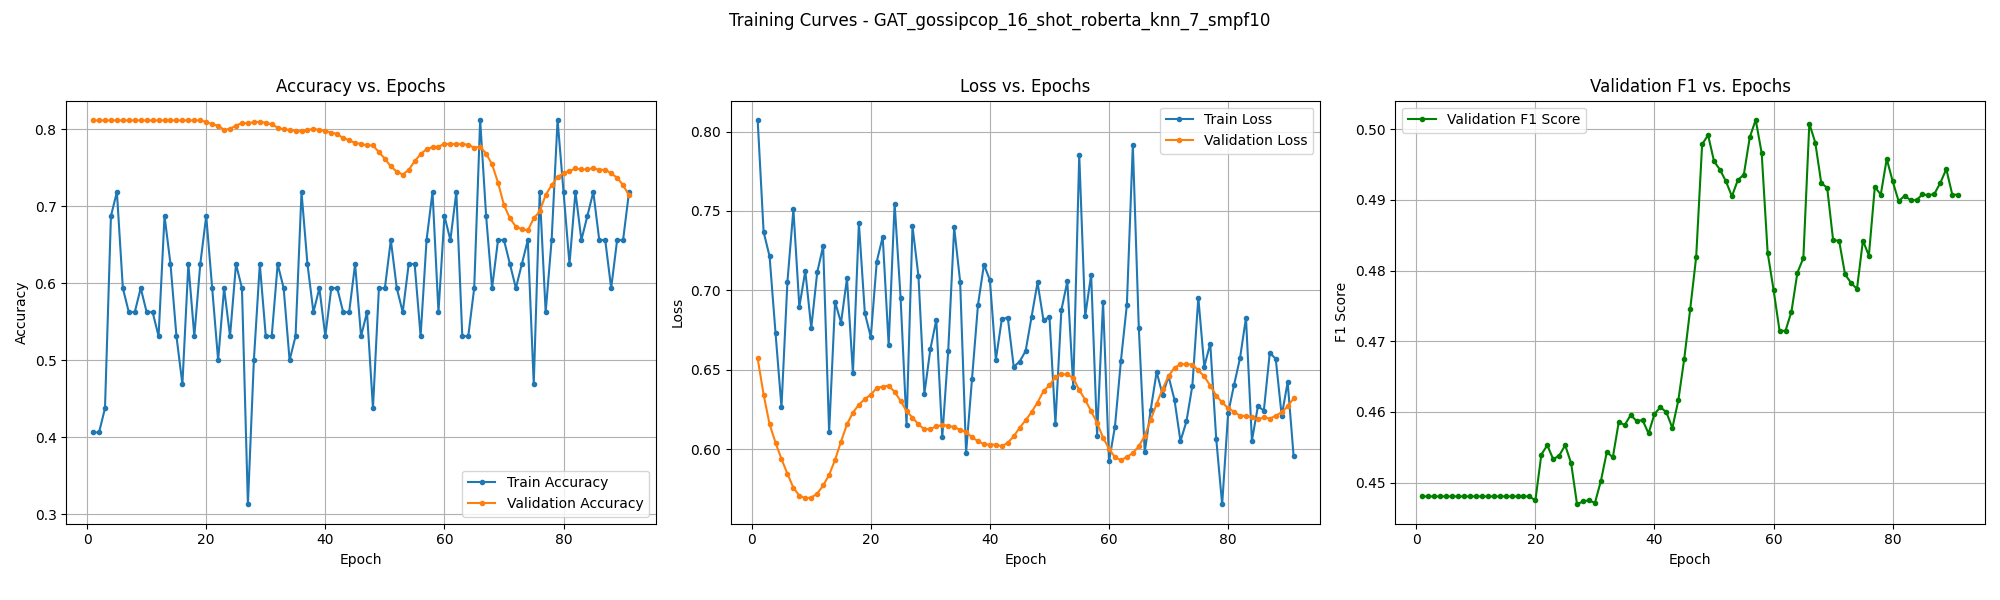 Training Curves - GAT_gossipcop_16_shot_roberta_knn_7_smpf10
Accuracy vs. Epochs
Accuracy
0.8
0.7
0.6
0.5
0.4
0.3
0
20
40
60
80
Epoch
Train Accuracy
Validation Accuracy
Loss vs. Epochs
Loss
0.80
0.75
0.70
0.65
0.60
0
20
40
60
80
Epoch
Train Loss
Validation Loss
Validation F1 vs. Epochs
F1 Score
0.50
0.49
0.48
0.47
0.46
0.45
0
20
40
60
80
Epoch
Validation F1 Score